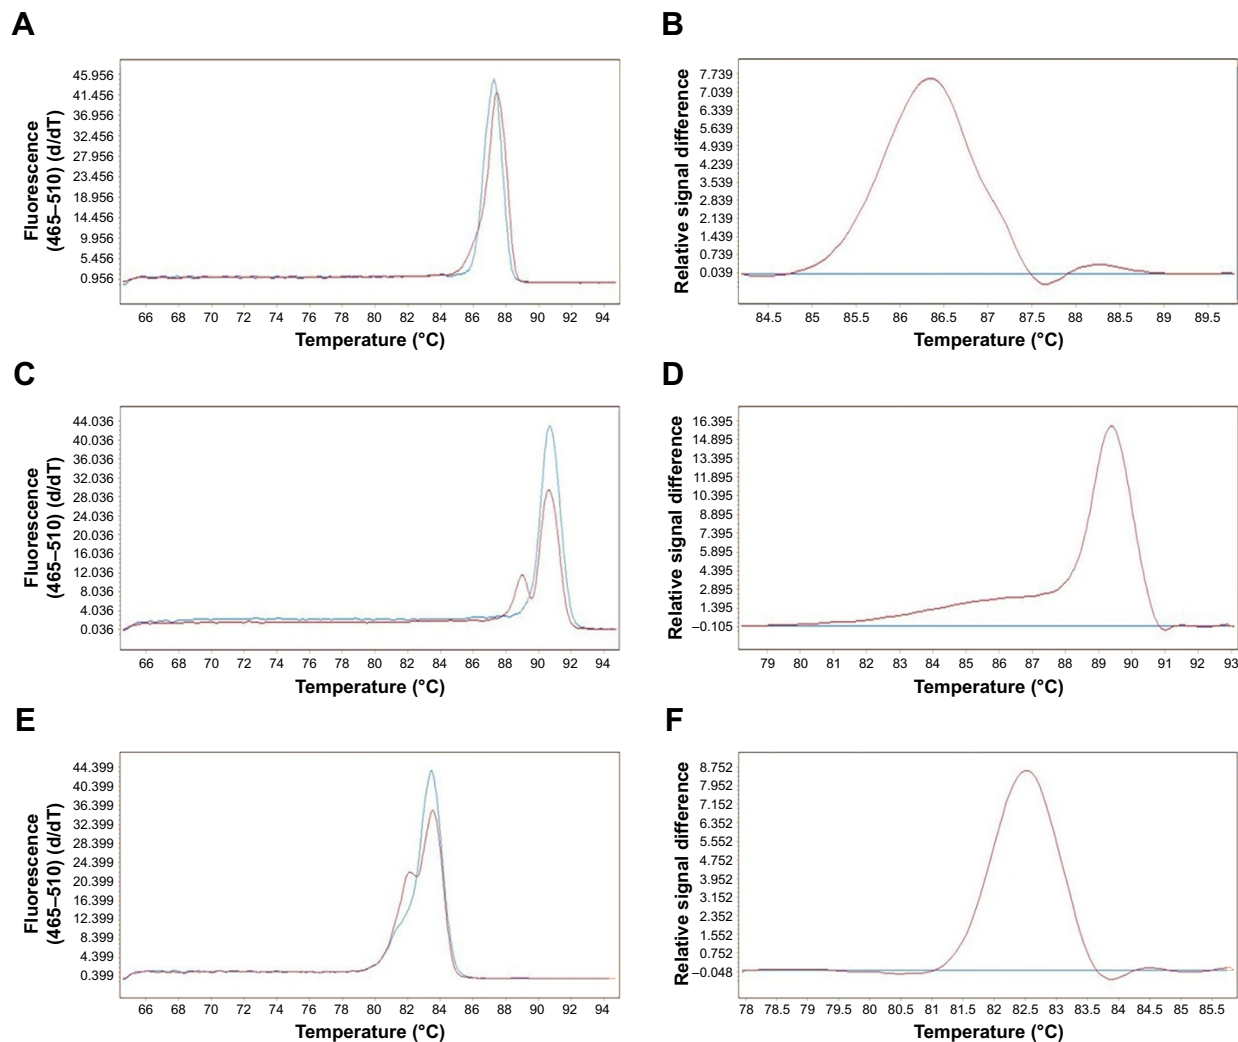 A
Fluorescence
(465–510) (d/dT)
45.956
41.456
36.956
32.456
27.956
23.456
18.956
14.456
9.956
5.456
0.956
66 68 70 72 74 76 78 80 82 84 86 88 90 92 94
Temperature (°C)
B
Relative signal difference
7.739
7.039
6.339
5.639
4.939
4.239
3.539
2.839
2.139
1.439
0.739
0.039
84.5 85 85.5 86 86.5 87 87.5 88 88.5 89 89.5
Temperature (°C)
C
Fluorescence
(465–510) (d/dT)
44.036
40.036
36.036
32.036
28.036
24.036
20.036
16.036
12.036
8.036
4.036
0.036
66 68 70 72 74 76 78 80 82 84 86 88 90 92 94
Temperature (°C)
D
Relative signal difference
16.395
14.895
13.395
11.895
10.395
8.895
7.395
5.895
4.395
2.895
1.395
–0.105
79 80 81 82 83 84 85 86 87 88 89 90 91 92 93
Temperature (°C)
E
Fluorescence
(465–510) (d/dT)
44.399
40.399
36.399
32.399
28.399
24.399
20.399
16.399
12.399
8.399
4.399
0.399
66 68 70 72 74 76 78 80 82 84 86 88 90 92 94
Temperature (°C)
F
Relative signal difference
8.752
7.952
7.152
6.352
5.552
4.752
3.952
3.152
2.352
1.552
0.752
–0.048
78 78.5 79 79.5 80 80.5 81 81.5 82 82.5 83 83.5 84 84.5 85 85.5
Temperature (°C)